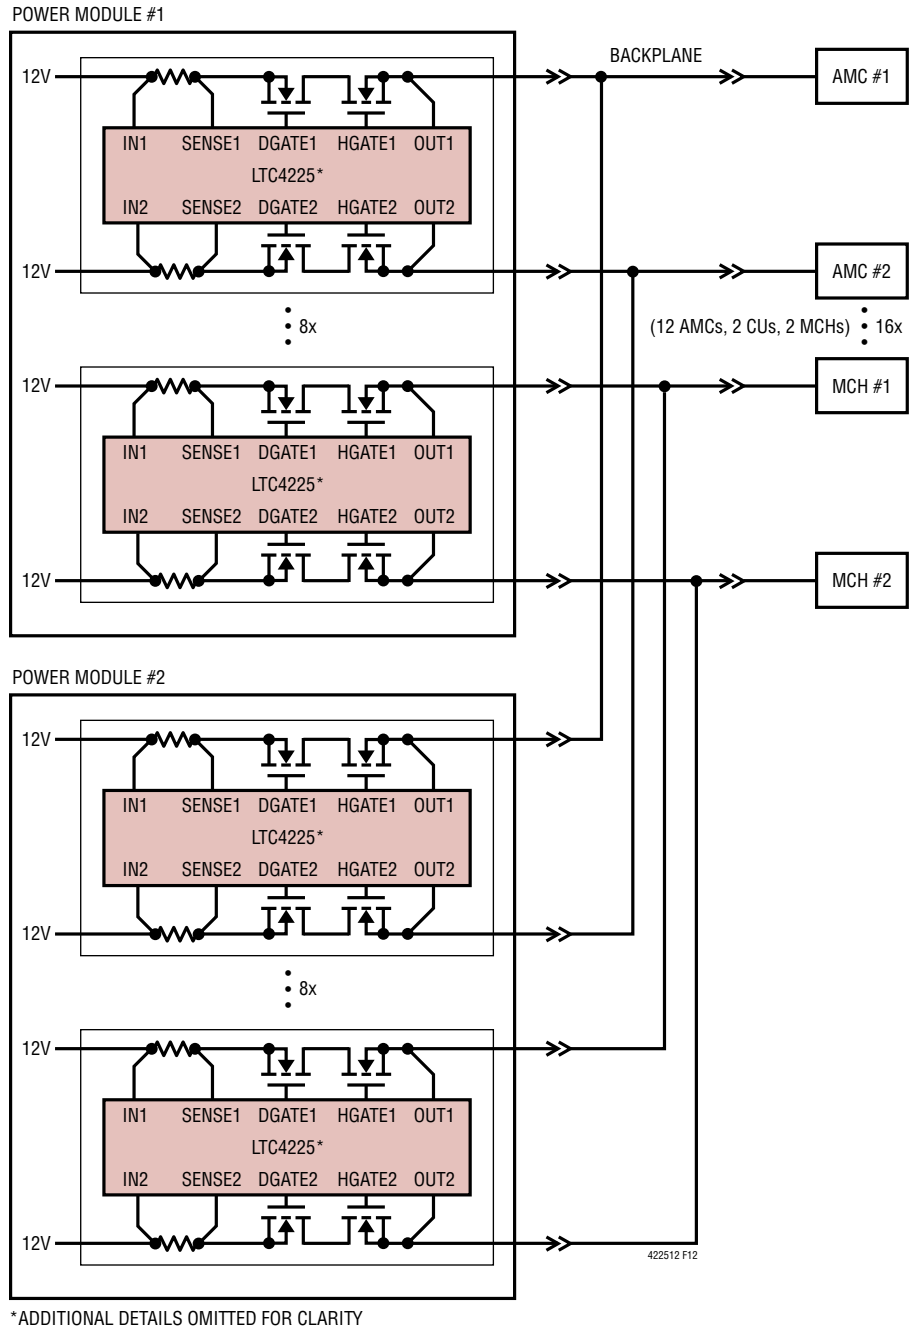 POWER MODULE #1
BACKPLANE
12V
AMC #1
IN1 SENSE1 DGATE1 HGATE1 OUT1
LTC4225*
IN2 SENSE2 DGATE2 HGATE2 OUT2
12V
AMC #2
8x
(12 AMCs, 2 CUs, 2 MCHs) 16x
12V
MCH #1
IN1 SENSE1 DGATE1 HGATE1 OUT1
LTC4225*
IN2 SENSE2 DGATE2 HGATE2 OUT2
12V
MCH #2
POWER MODULE #2
12V
IN1 SENSE1 DGATE1 HGATE1 OUT1
LTC4225*
IN2 SENSE2 DGATE2 HGATE2 OUT2
12V
8x
12V
IN1 SENSE1 DGATE1 HGATE1 OUT1
LTC4225*
IN2 SENSE2 DGATE2 HGATE2 OUT2
12V
422512 F12
*ADDITIONAL DETAILS OMITTED FOR CLARITY